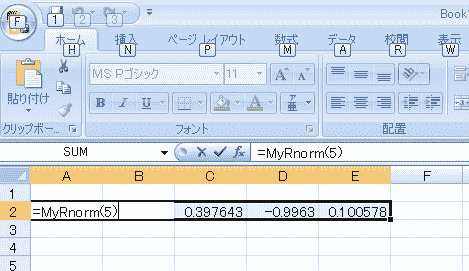 Book
F 1 2 3
ホーム 挿入 ページ レイアウト 数式 データ 校閲 表示
H N P M A R W
貼り付け
MS Pゴシック 11 A A
B I U ア亜
クリップボー... フォント 配置
SUM fx =MyRnorm(5)
A B C D E F
1
2 =MyRnorm(5) 0.397643 -0.9963 0.100578
3
4
5